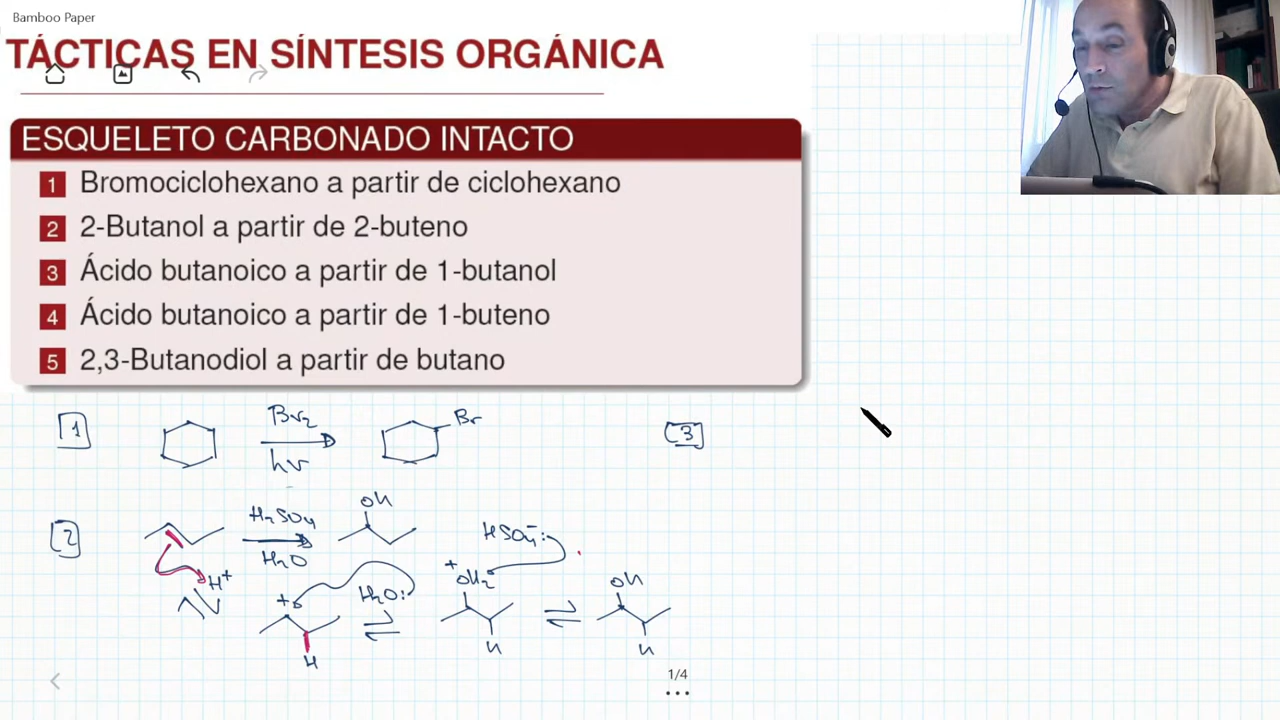 Bamboo Paper
TÁCTICAS EN SÍNTESIS ORGÁNICA
ESQUELETO CARBONADO INTACTO
1 Bromociclohexano a partir de ciclohexano
2 2-Butanol a partir de 2-buteno
3 Ácido butanoico a partir de 1-butanol
4 Ácido butanoico a partir de 1-buteno
5 2,3-Butanodiol a partir de butano
1
Br2
hν
Br
3
2
H2SO4
H2O
OH
H+
+
H
H2O:
HSO4-:
+
OH2
H
OH
H
1/4